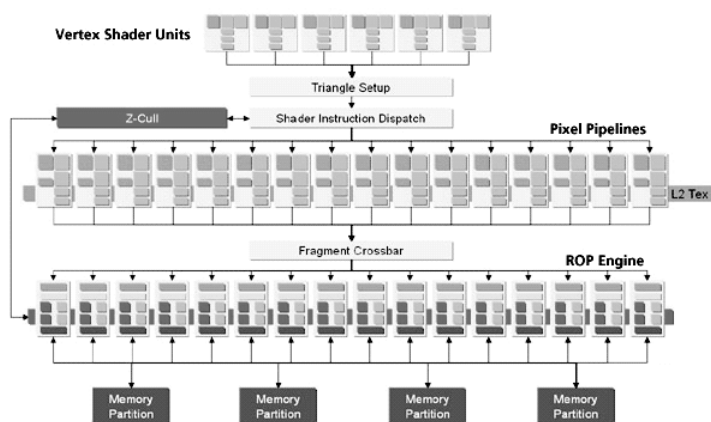 Vertex Shader Units
Triangle Setup
Z-Cull
Shader Instruction Dispatch
Pixel Pipelines
L2 Tex
Fragment Crossbar
ROP Engine
Memory
Partition
Memory
Partition
Memory
Partition
Memory
Partition